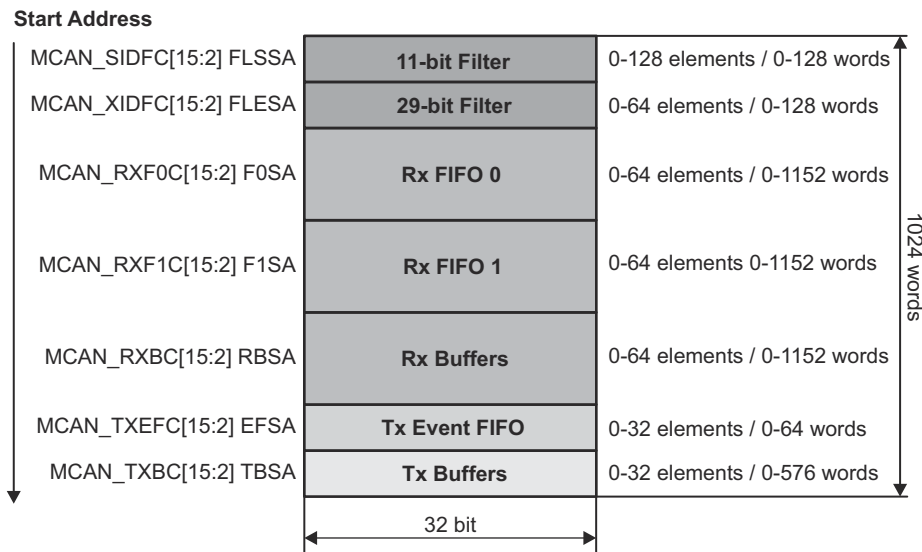 Start Address
MCAN_SIDFC[15:2] FLSSA 11-bit Filter 0-128 elements / 0-128 words
MCAN_XIDFC[15:2] FLESA 29-bit Filter 0-64 elements / 0-128 words
MCAN_RXF0C[15:2] F0SA Rx FIFO 0 0-64 elements / 0-1152 words
MCAN_RXF1C[15:2] F1SA Rx FIFO 1 0-64 elements 0-1152 words
1024 words
MCAN_RXBC[15:2] RBSA Rx Buffers 0-64 elements / 0-1152 words
MCAN_TXEFC[15:2] EFSA Tx Event FIFO 0-32 elements / 0-64 words
MCAN_TXBC[15:2] TBSA Tx Buffers 0-32 elements / 0-576 words
32 bit